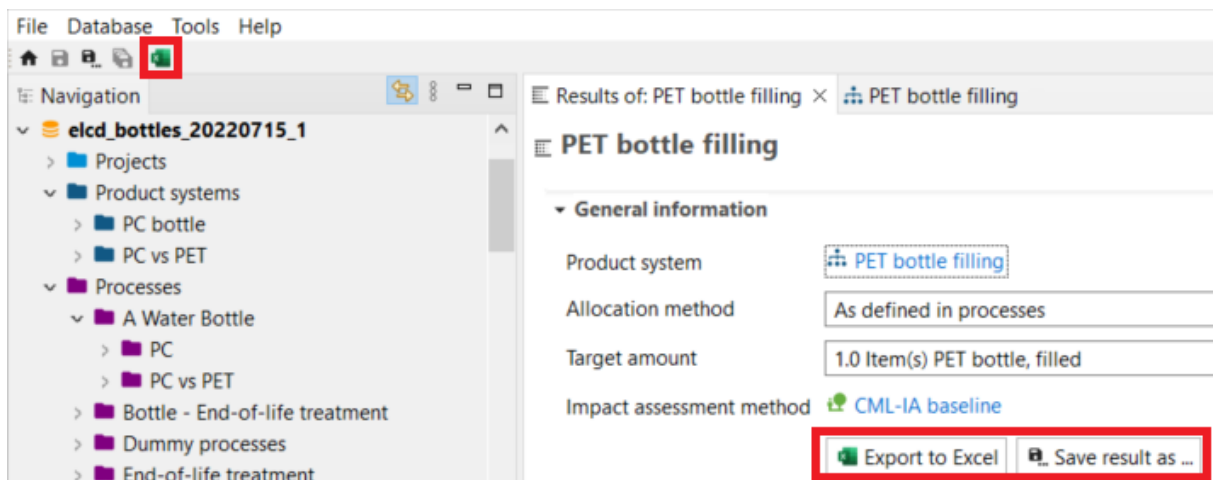 File Database Tools Help
Navigation
elcd_bottles_20220715_1
Projects
Product systems
PC bottle
PC vs PET
Processes
A Water Bottle
PC
PC vs PET
Bottle - End-of-life treatment
Dummy processes
End-of-life treatment
Results of: PET bottle filling PET bottle filling
PET bottle filling
General information
Product system PET bottle filling
Allocation method As defined in processes
Target amount 1.0 Item(s) PET bottle, filled
Impact assessment method CML-IA baseline
Export to Excel Save result as ...